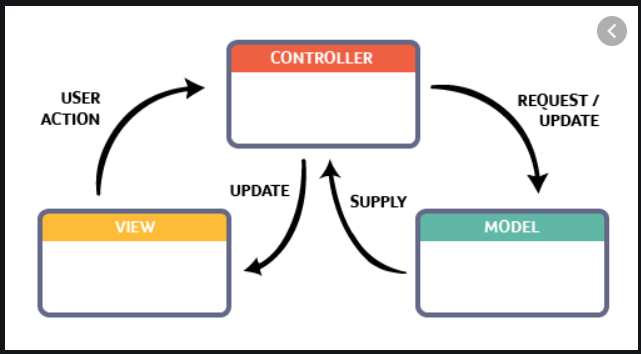 CONTROLLER
USER
ACTION
REQUEST /
UPDATE
UPDATE
SUPPLY
VIEW
MODEL